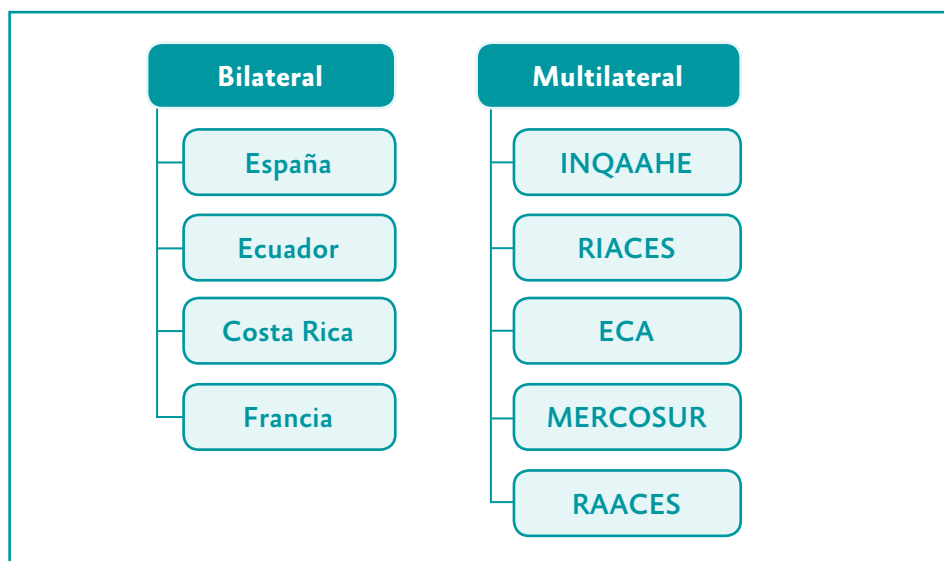 Bilateral
España
Ecuador
Costa Rica
Francia
Multilateral
INQAAHE
RIACES
ECA
MERCOSUR
RAACES